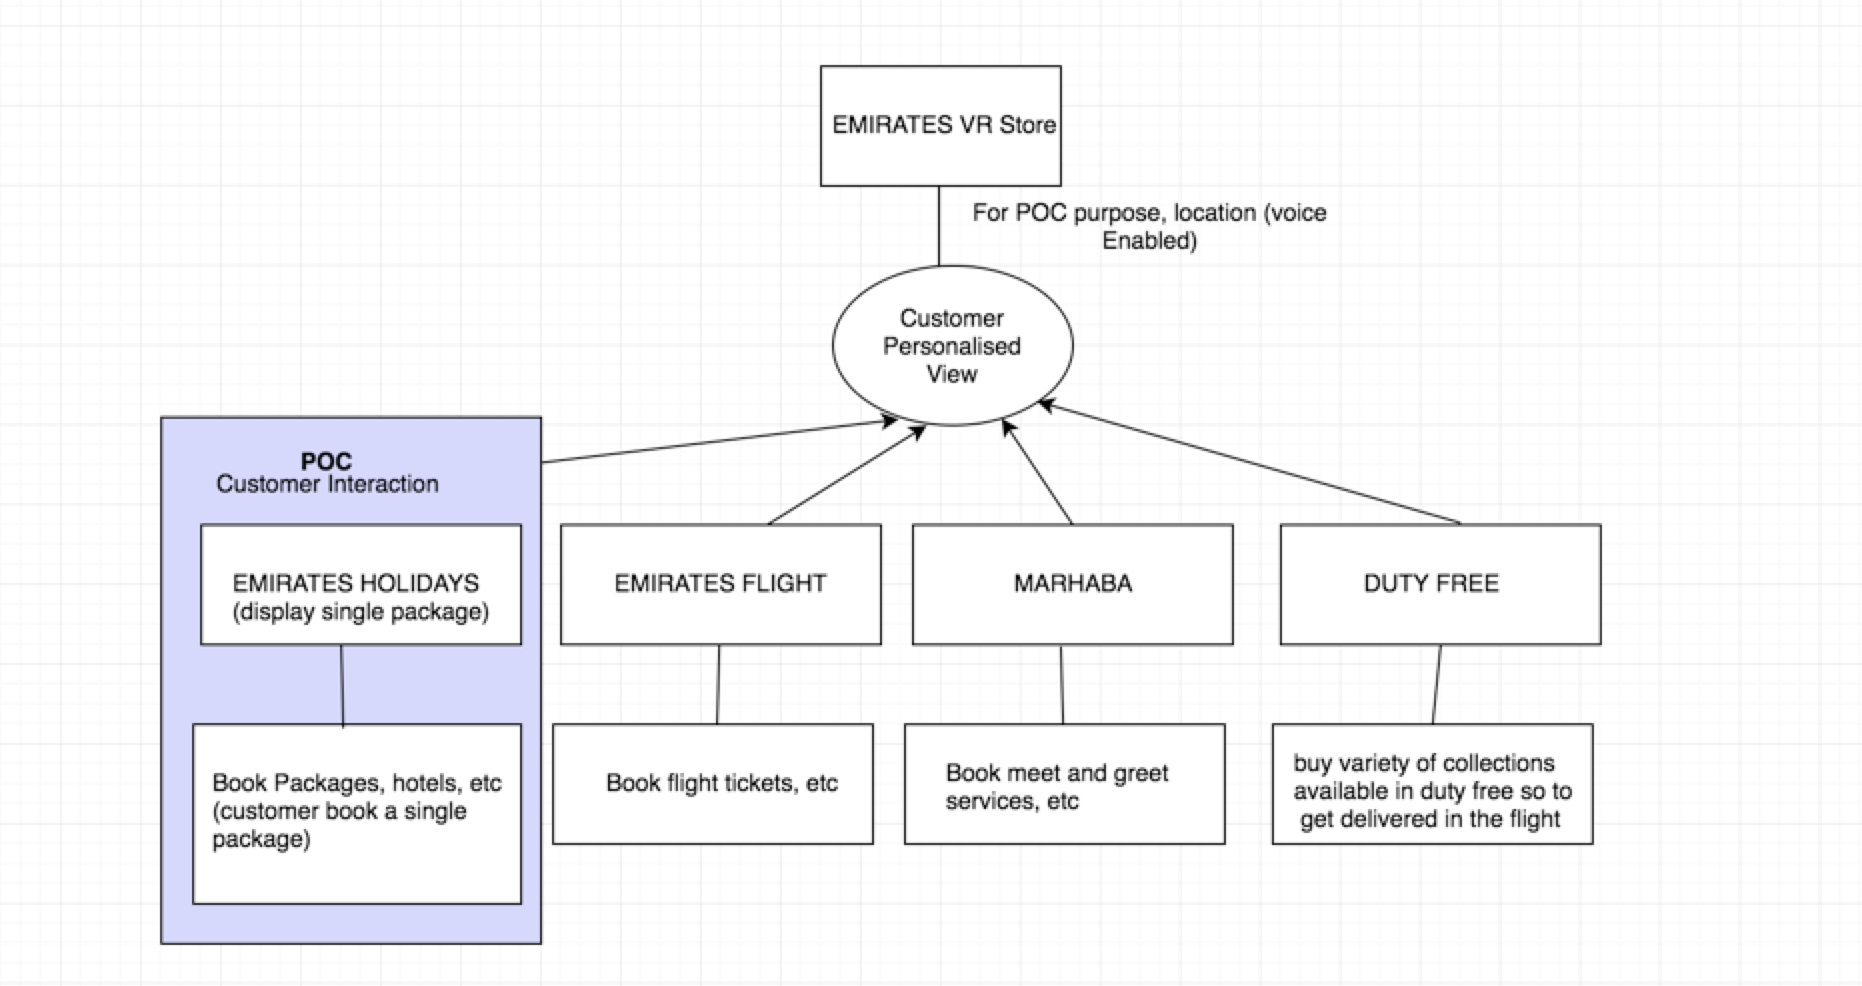 EMIRATES VR Store
For POC purpose, location (voice
Enabled)
Customer
Personalised
View
POC
Customer Interaction
EMIRATES HOLIDAYS
(display single package)
EMIRATES FLIGHT
MARHABA
DUTY FREE
Book Packages, hotels, etc
(customer book a single
package)
Book flight tickets, etc
Book meet and greet
services, etc
buy variety of collections
available in duty free so to
get delivered in the flight